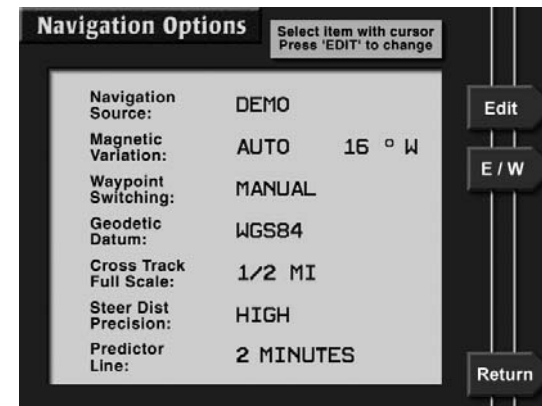 Navigation Options
Select item with cursor
Press 'EDIT' to change
Navigation
Source: DEMO
Magnetic
Variation: AUTO 16 ° W
Waypoint
Switching: MANUAL
Geodetic
Datum: WGS84
Cross Track
Full Scale: 1/2 MI
Steer Dist
Precision: HIGH
Predictor
Line: 2 MINUTES
Edit
E / W
Return